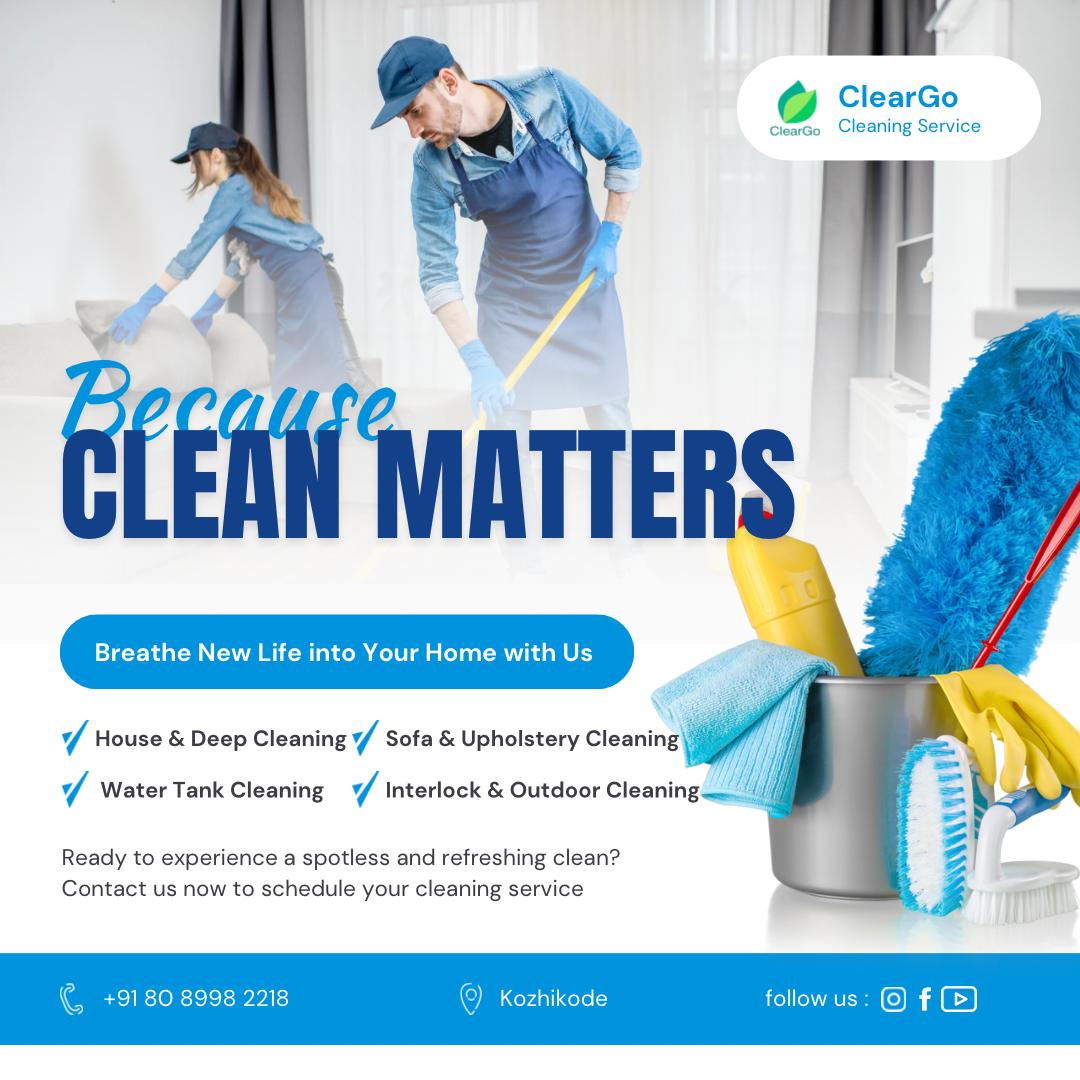 ClearGo
ClearGo
Cleaning Service
Because
CLEAN MATTERS
Breathe New Life into Your Home with Us
House & Deep Cleaning
Sofa & Upholstery Cleaning
Water Tank Cleaning
Interlock & Outdoor Cleaning
Ready to experience a spotless and refreshing clean?
Contact us now to schedule your cleaning service
+91 80 8998 2218
Kozhikode
follow us :